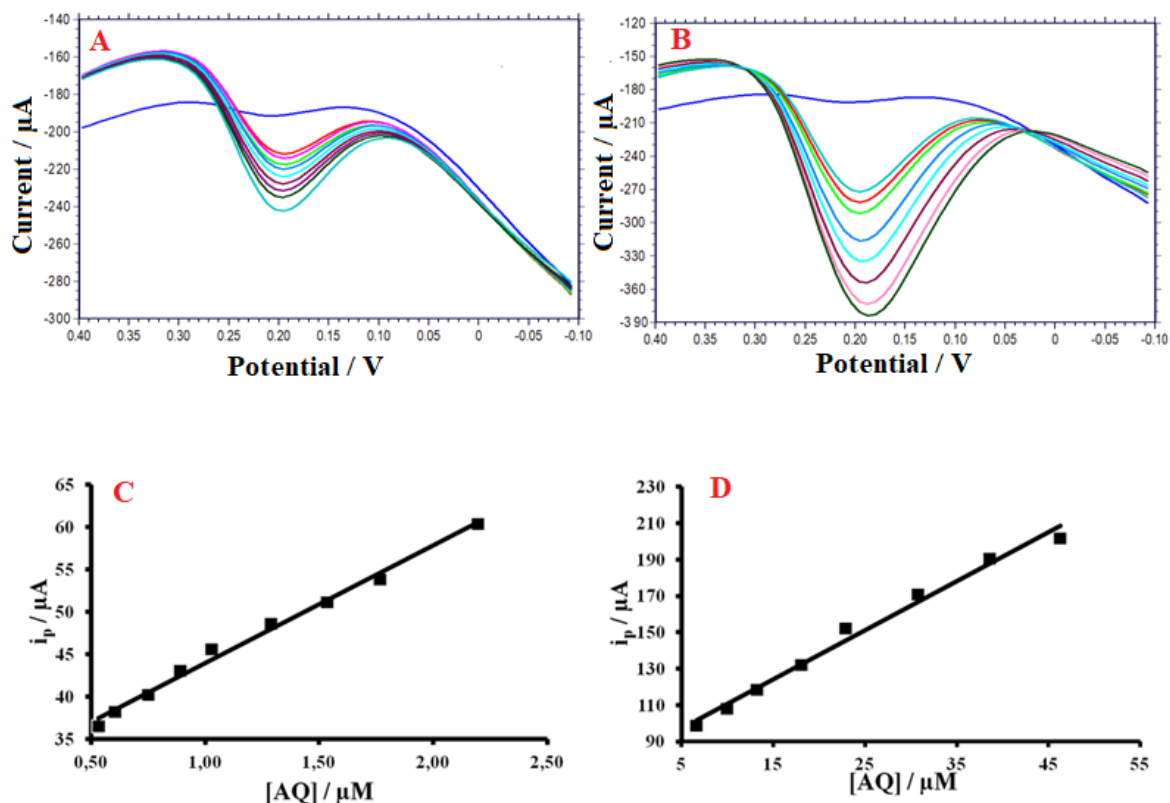 A
Current / µA
-140
-160
-180
-200
-220
-240
-260
-280
-300
0.40 0.35 0.30 0.25 0.20 0.15 0.10 0.05 0 -0.05 -0.10
Potential / V
B
Current / µA
-120
-150
-180
-210
-240
-270
-300
-330
-360
-390
0.40 0.35 0.30 0.25 0.20 0.15 0.10 0.05 0 -0.05 -0.10
Potential / V
C
ip / µA
65
60
55
50
45
40
35
0,50 1,00 1,50 2,00 2,50
[AQ] / µM
D
ip / µA
230
210
190
170
150
130
110
90
5 15 25 35 45 55
[AQ] / µM